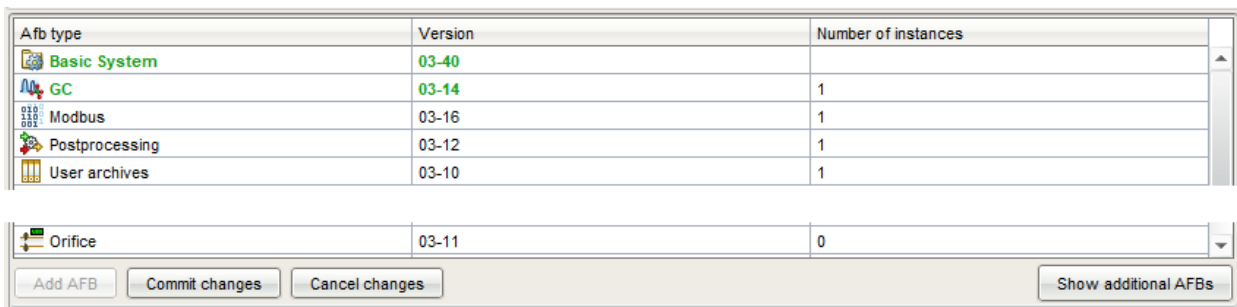 Afb type Version Number of instances
Basic System 03-40
GC 03-14 1
Modbus 03-16 1
Postprocessing 03-12 1
User archives 03-10 1
Orifice 03-11 0
Add AFB Commit changes Cancel changes Show additional AFBs